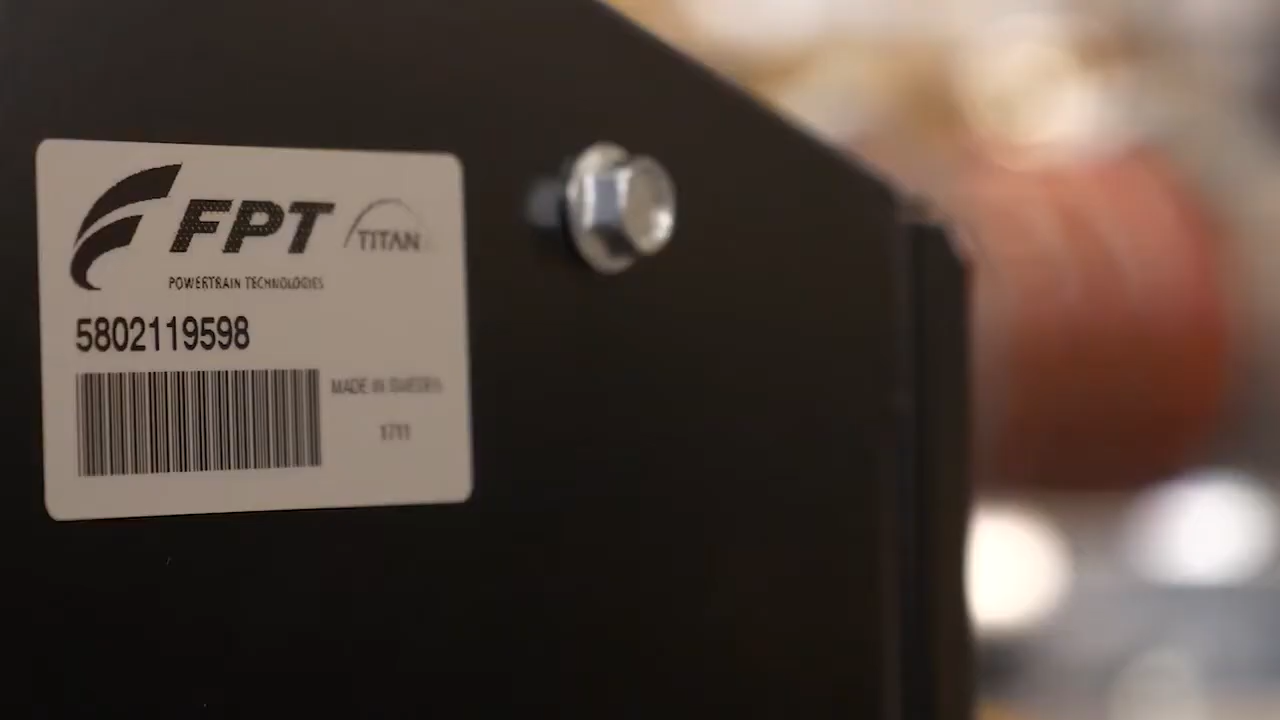 FPT TITAN
POWERTRAIN TECHNOLOGIES
5802119598
MADE IN SWEDEN
1711